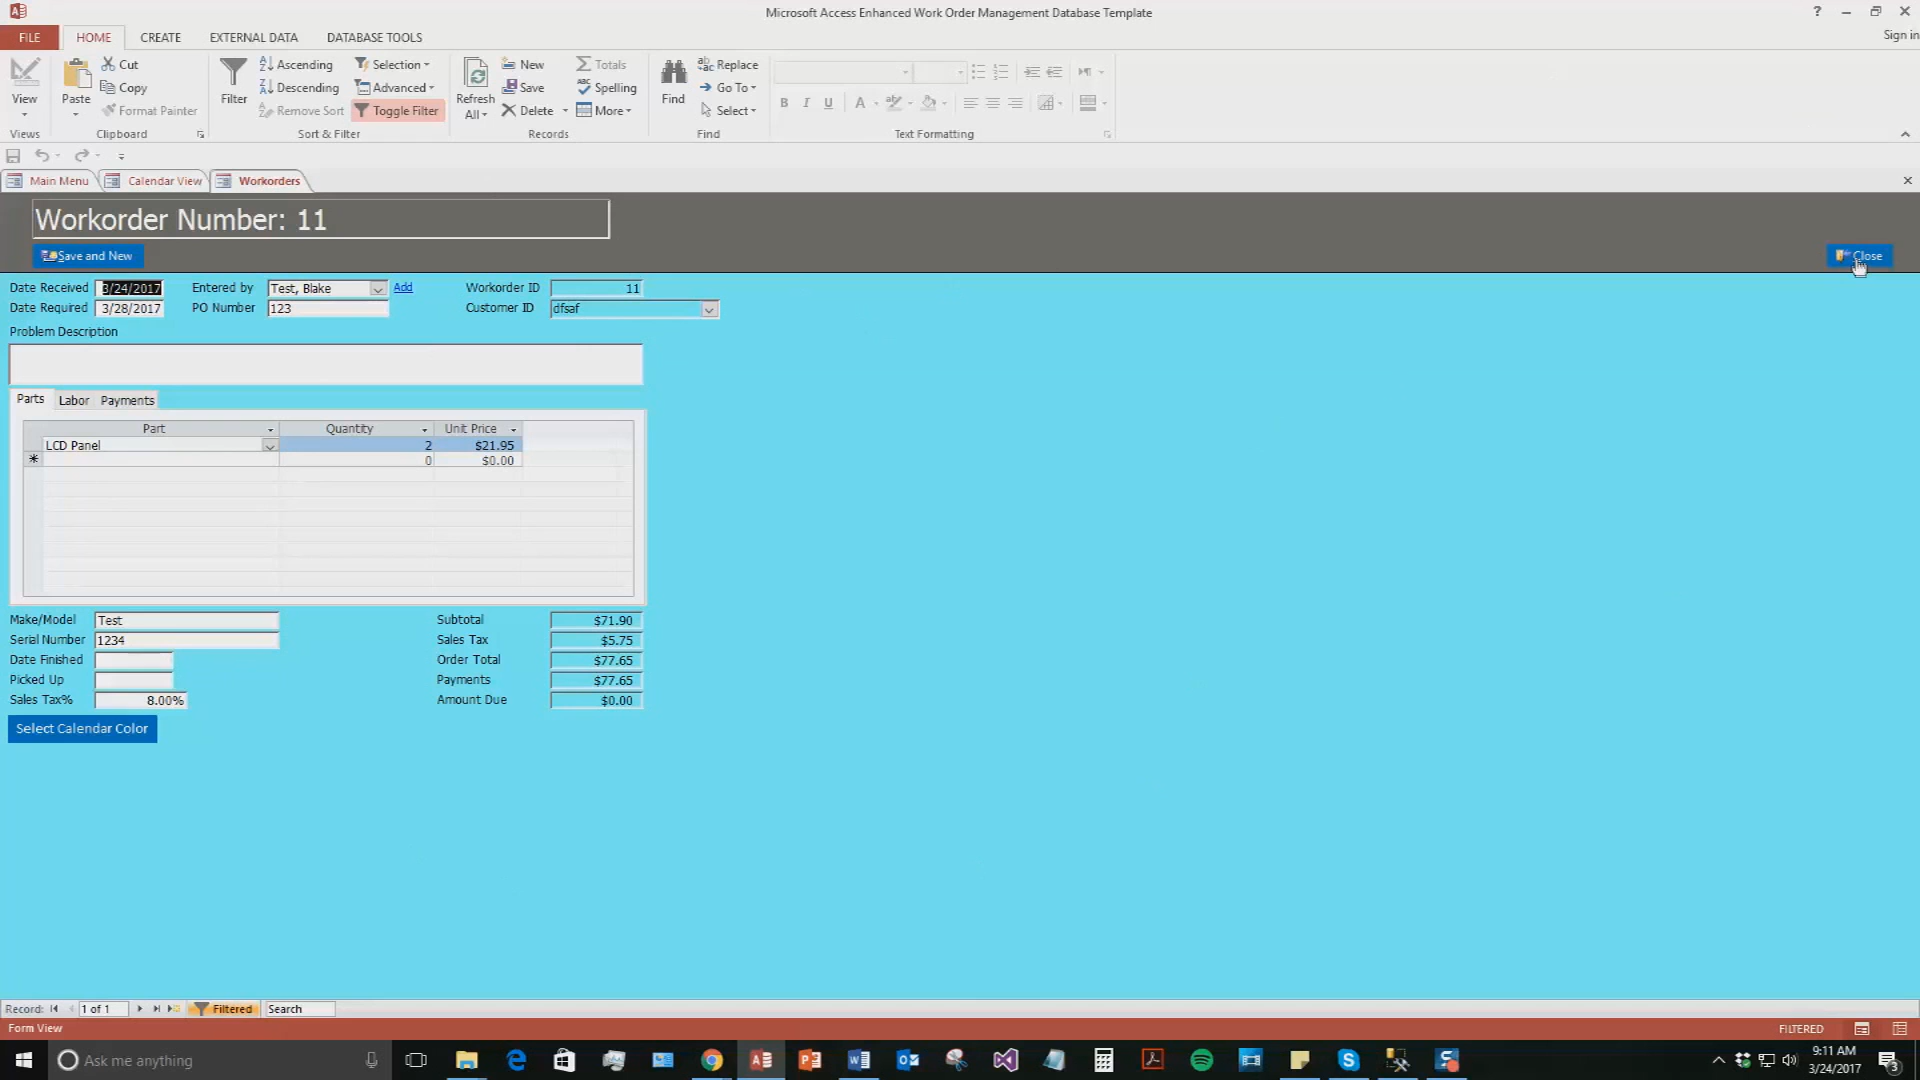 Microsoft Access Enhanced Work Order Management Database Template
?
FILE HOME CREATE EXTERNAL DATA DATABASE TOOLS Sign in
View
Paste
Cut
Copy
Format Painter
Filter
Ascending
Descending
Remove Sort
Selection
Advanced
Toggle Filter
Refresh
All
New
Save
Delete
Totals
Spelling
More
Find
Replace
Go To
Select
B I U A
Views Clipboard Sort & Filter Records Find Text Formatting
Main Menu Calendar View Workorders
Workorder Number: 11
Save and New Close
Date Received 3/24/2017 Entered by Test, Blake Add Workorder ID 11
Date Required 3/28/2017 PO Number 123 Customer ID dfsaf
Problem Description
Parts Labor Payments
Part Quantity Unit Price
LCD Panel 2 $21.95
0 $0.00
Make/Model Test Subtotal $71.90
Serial Number 1234 Sales Tax $5.75
Date Finished Order Total $77.65
Picked Up Payments $77.65
Sales Tax% 8.00% Amount Due $0.00
Select Calendar Color
Record: 1 of 1 Filtered Search
Form View FILTERED
Ask me anything
9:11 AM
3/24/2017
3